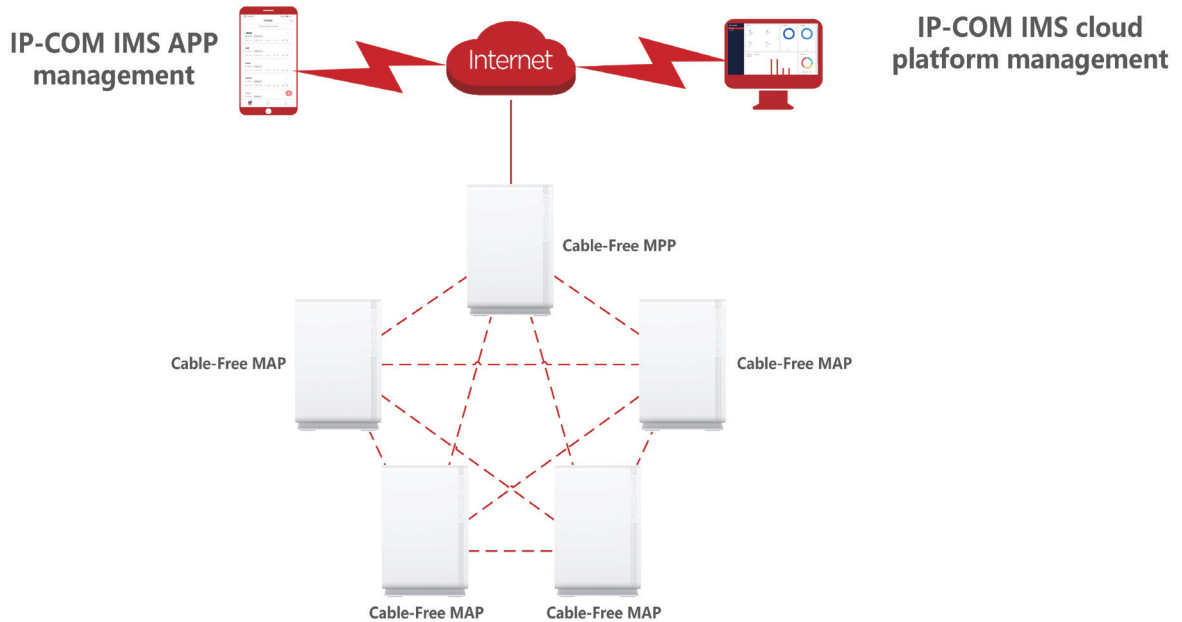 IP-COM IMS APP
management
Internet
IP-COM IMS cloud
platform management
Cable-Free MPP
Cable-Free MAP
Cable-Free MAP
Cable-Free MAP
Cable-Free MAP